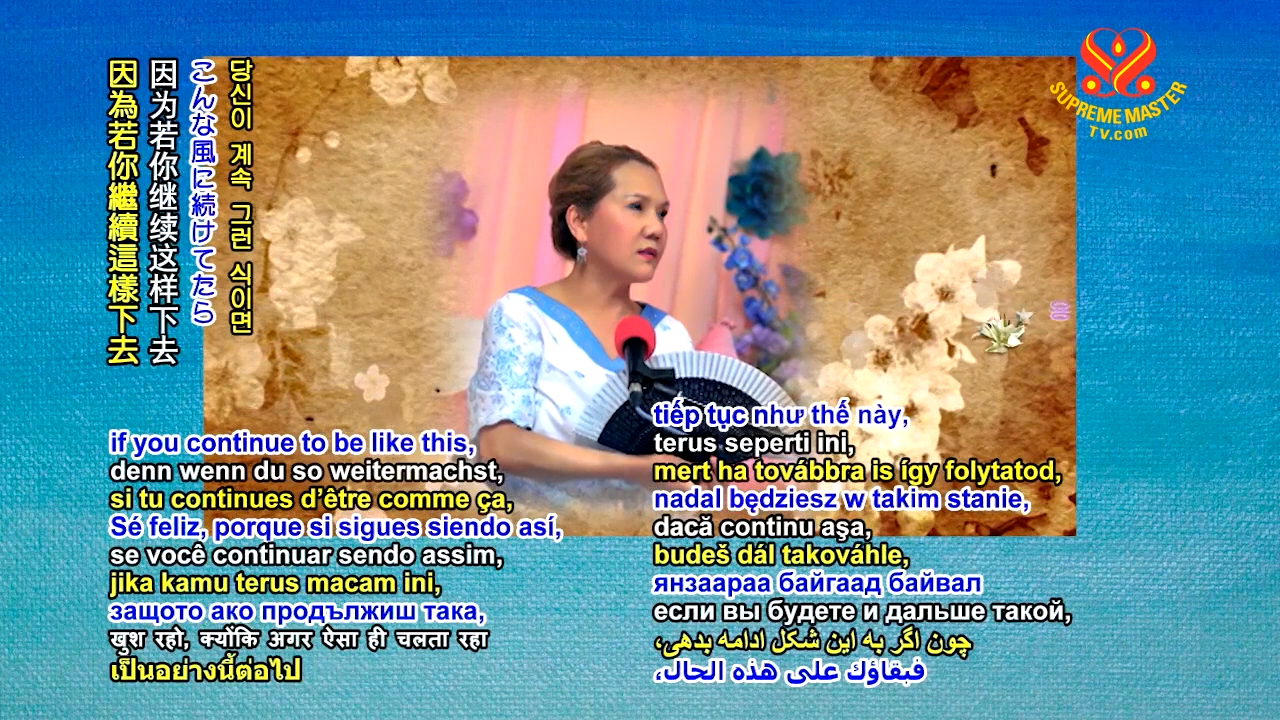 因為若你繼續這樣下去
因为若你继续这样下去
こんな風に続けてたら
당신이 계속 그런 식이면
SUPREME MASTER
TV.com
if you continue to be like this,
denn wenn du so weitermachst,
si tu continues d’être comme ça,
Sé feliz, porque si sigues siendo así,
se você continuar sendo assim,
jika kamu terus macam ini,
защото ако продължиш така,
खुश रहो, क्योंकि अगर ऐसा ही चलता रहा
เป็นอย่างนี้ต่อไป
tiếp tục như thế này,
terus seperti ini,
mert ha továbbra is így folytatod,
nadal będziesz w takim stanie,
dacă continu aşa,
budeš dál takováhle,
янзаараа байгаад байвал
если вы будете и дальше такой,
چون اگر به این شکل ادامه بدهی،
فبقاؤك على هذه الحال،